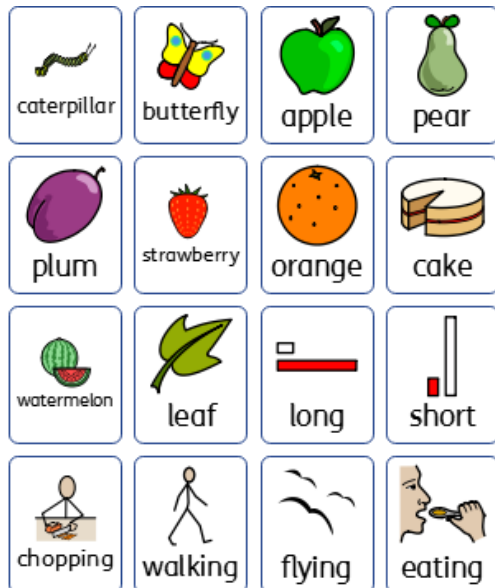 caterpillar butterfly apple pear
plum strawberry orange cake
watermelon leaf long short
chopping walking flying eating